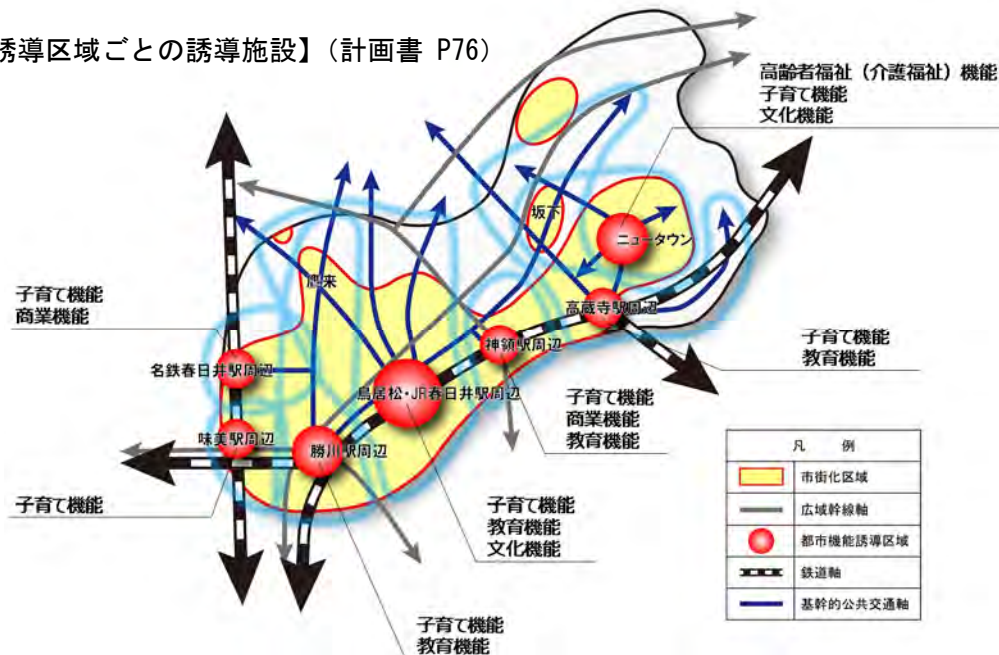 誘導区域ごとの誘導施設】(計画書 P76)
高齢者福祉(介護福祉)機能
子育て機能
文化機能
坂下
ニュータウン
鷹来
高蔵寺駅周辺
子育て機能
商業機能
神領駅周辺
子育て機能
教育機能
名鉄春日井駅周辺
鳥居松・JR春日井駅周辺
子育て機能
商業機能
教育機能
味美駅周辺
勝川駅周辺
子育て機能
子育て機能
教育機能
文化機能
子育て機能
教育機能
凡 例
市街化区域
広域幹線軸
都市機能誘導区域
鉄道軸
基幹的公共交通軸